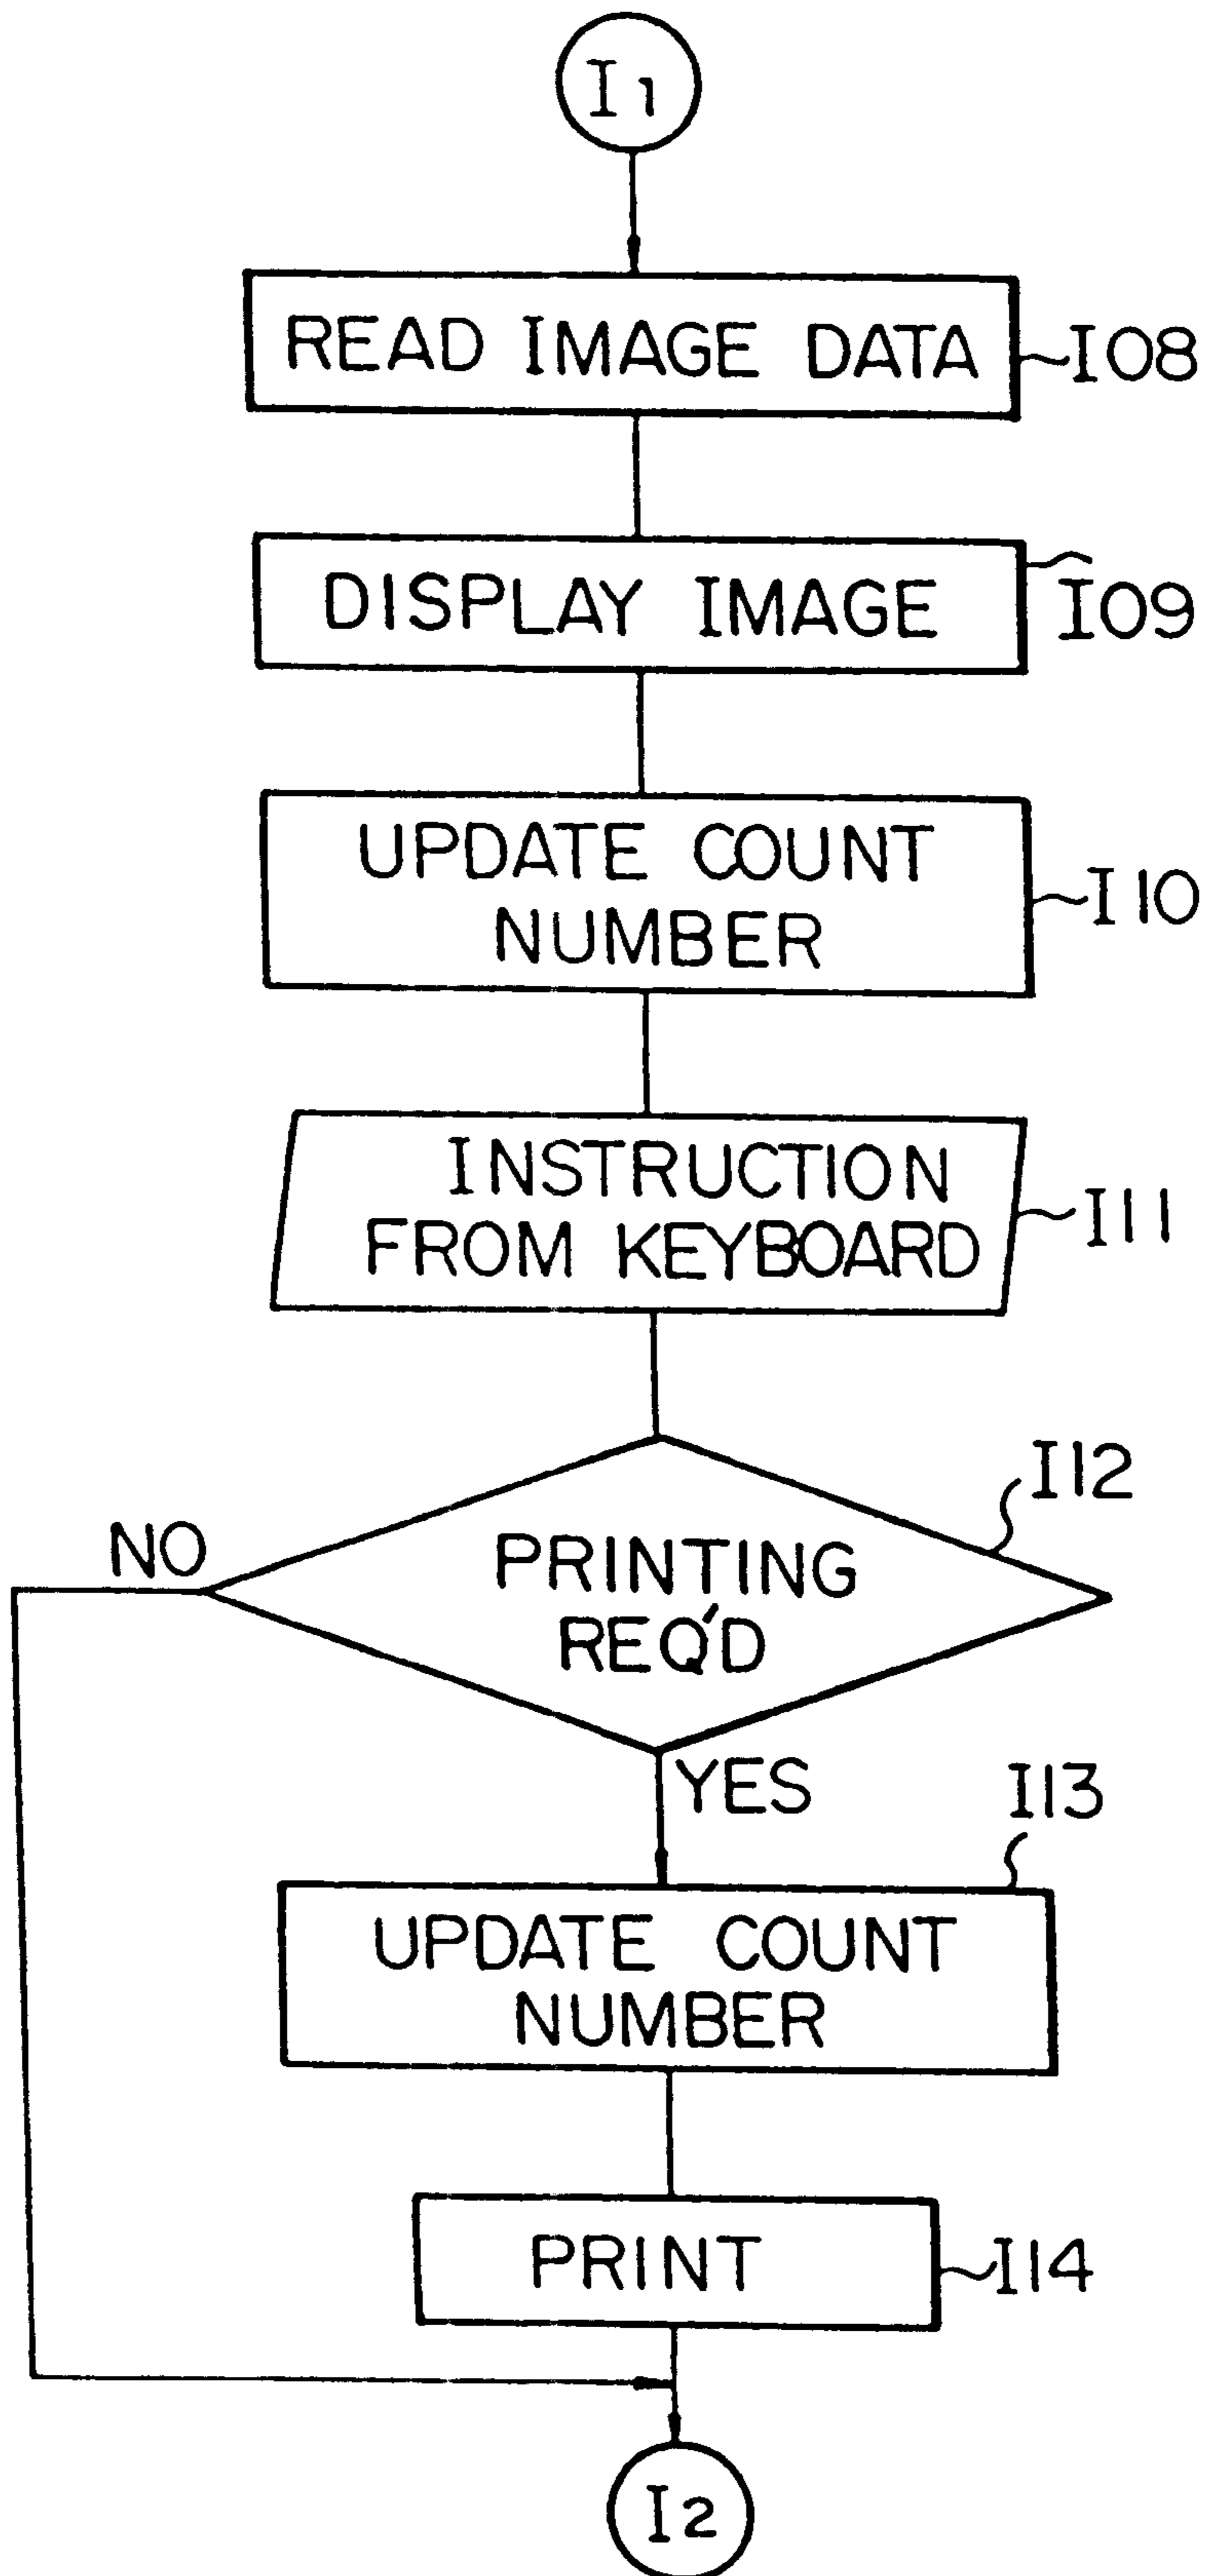 I1
READ IMAGE DATA
I08
DISPLAY IMAGE
I09
UPDATE COUNT
NUMBER
I10
INSTRUCTION
FROM KEYBOARD
I11
I12
NO
PRINTING
REQ'D
YES
I13
UPDATE COUNT
NUMBER
PRINT
I14
I2